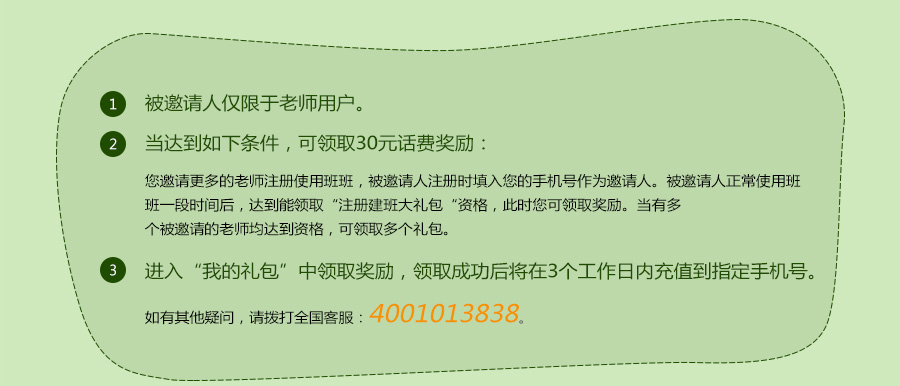 1 被邀请人仅限于老师用户。
2 当达到如下条件，可领取30元话费奖励：
您邀请更多的老师注册使用班班，被邀请人注册时填入您的手机号作为邀请人。被邀请人正常使用班
班一段时间后，达到能领取“注册建班大礼包“资格，此时您可领取奖励。当有多
个被邀请的老师均达到资格，可领取多个礼包。
3 进入“我的礼包”中领取奖励，领取成功后将在3个工作日内充值到指定手机号。
如有其他疑问，请拨打全国客服：4001013838。